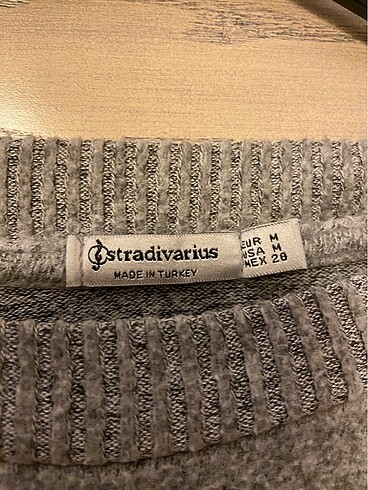 stradivarius
MADE IN TURKEY
EUR M
USA M
MEX 28